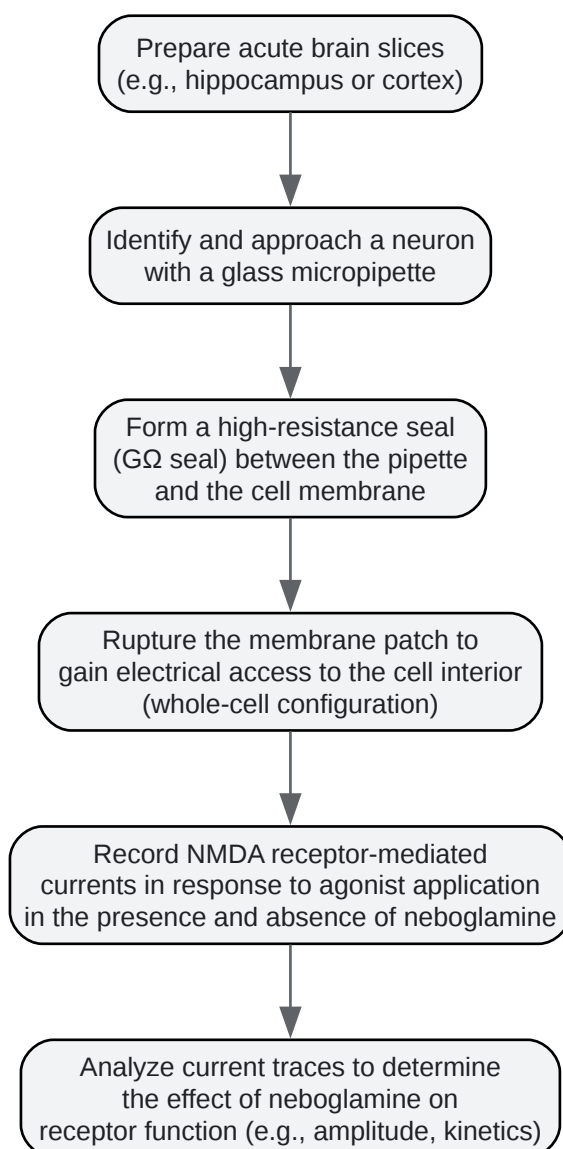 Prepare acute brain slices
(e.g., hippocampus or cortex)
Identify and approach a neuron
with a glass micropipette
Form a high-resistance seal
(GΩ seal) between the pipette
and the cell membrane
Rupture the membrane patch to
gain electrical access to the cell interior
(whole-cell configuration)
Record NMDA receptor-mediated
currents in response to agonist application
in the presence and absence of neboglamine
Analyze current traces to determine
the effect of neboglamine on
receptor function (e.g., amplitude, kinetics)